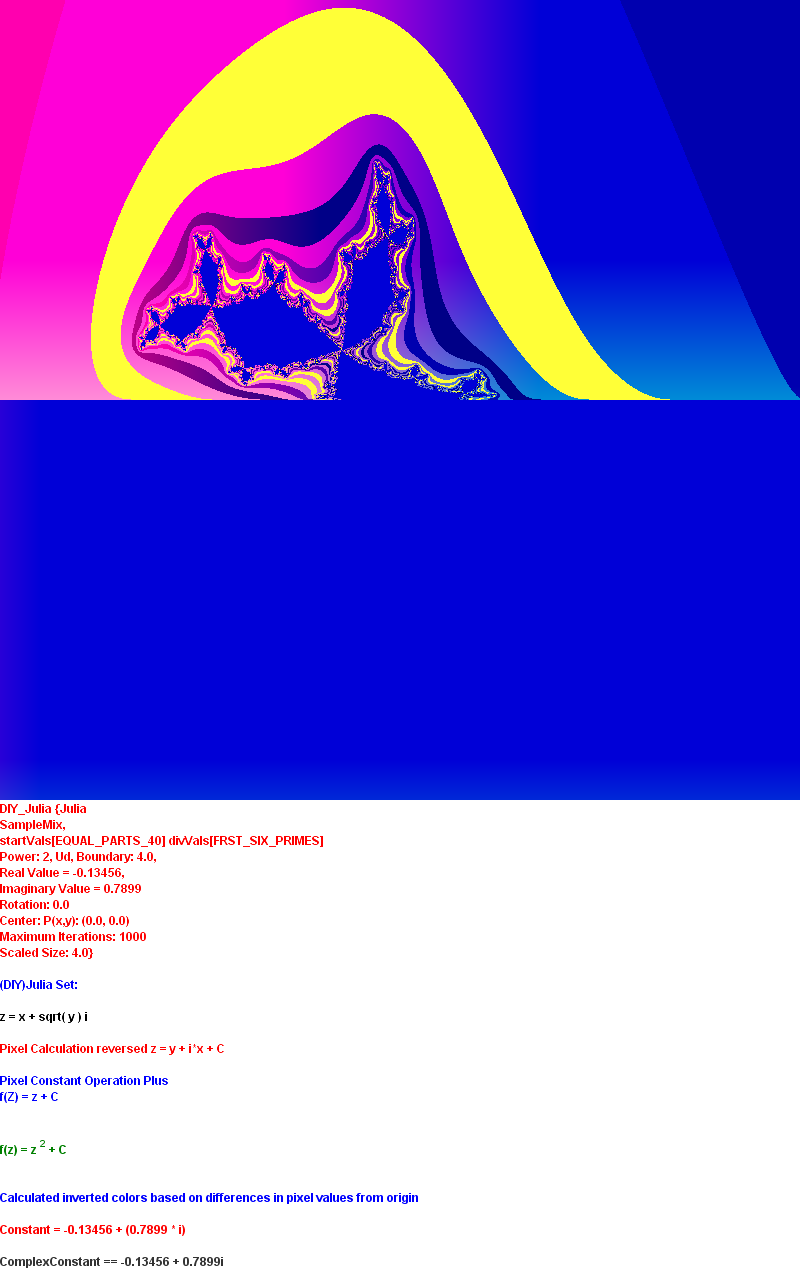 DIY_Julia {Julia
SampleMix,
startVals[EQUAL_PARTS_40] divVals[FRST_SIX_PRIMES]
Power: 2, Ud, Boundary: 4.0,
Real Value = -0.13456,
Imaginary Value = 0.7899
Rotation: 0.0
Center: P(x,y): (0.0, 0.0)
Maximum Iterations: 1000
Scaled Size: 4.0}
(DIY)Julia Set:
z = x + sqrt( y ) i
Pixel Calculation reversed z = y + i*x + C
Pixel Constant Operation Plus
f(Z) = z + C
f(z) = z 2 + C
Calculated inverted colors based on differences in pixel values from origin
Constant = -0.13456 + (0.7899 * i)
ComplexConstant == -0.13456 + 0.7899i